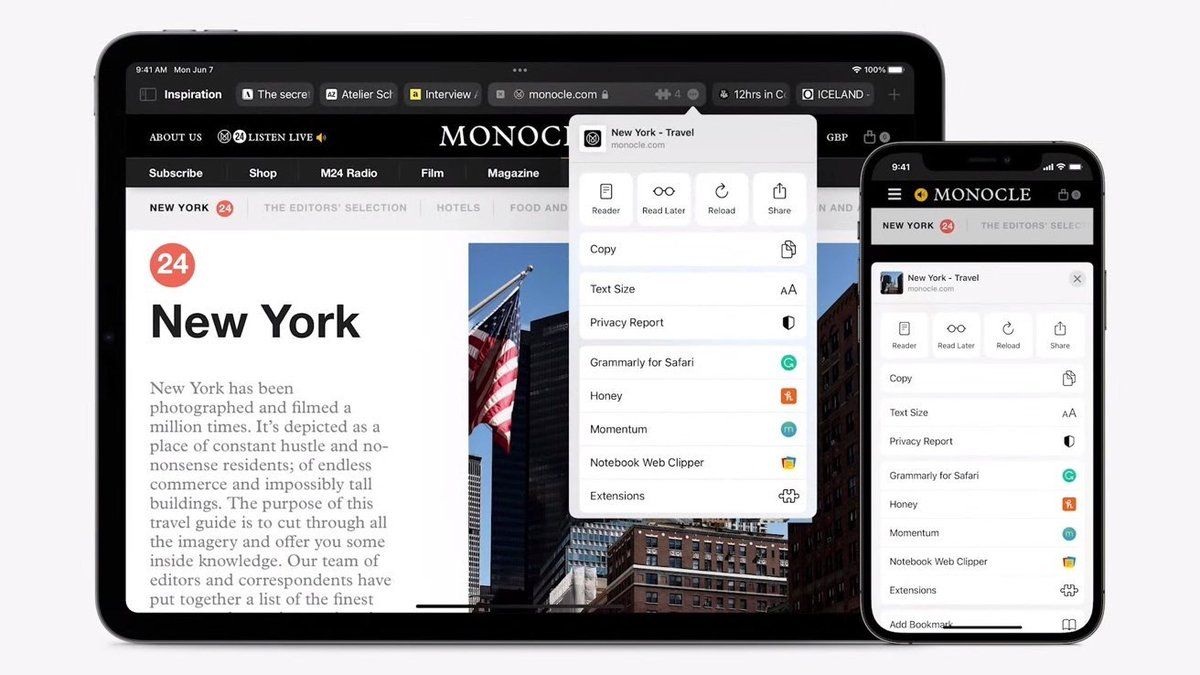 9:41 AM Mon Jun 7
100%
Inspiration
The secret
Atelier Sch
Interview
monocle.com
4
12hrs in C
ICELAND -
ABOUT US
24 LISTEN LIVE
MONOC
GBP
0
Subscribe
Shop
M24 Radio
Film
Magazine
NEW YORK 24
THE EDITORS' SELECTION
HOTELS
FOOD AND
N AND A
24
New York
New York has been
photographed and filmed a
million times. It's depicted as a
place of constant hustle and no-
nonsense residents; of endless
commerce and impossibly tall
buildings. The purpose of this
travel guide is to cut through all
the imagery and offer you some
inside knowledge. Our team of
editors and correspondents have
put together a list of the finest
New York - Travel
monocle.com
Reader
Read Later
Reload
Share
Copy
Text Size
AA
Privacy Report
Grammarly for Safari
Honey
Momentum
m
Notebook Web Clipper
Extensions
9:41
MONOCLE
0
NEW YORK 24
THE EDITORS' SELEC
New York - Travel
monocle.com
Reader
Read Later
Reload
Share
Copy
Text Size
AA
Privacy Report
Grammarly for Safari
Honey
Momentum
m
Notebook Web Clipper
Extensions
Add Bookmark